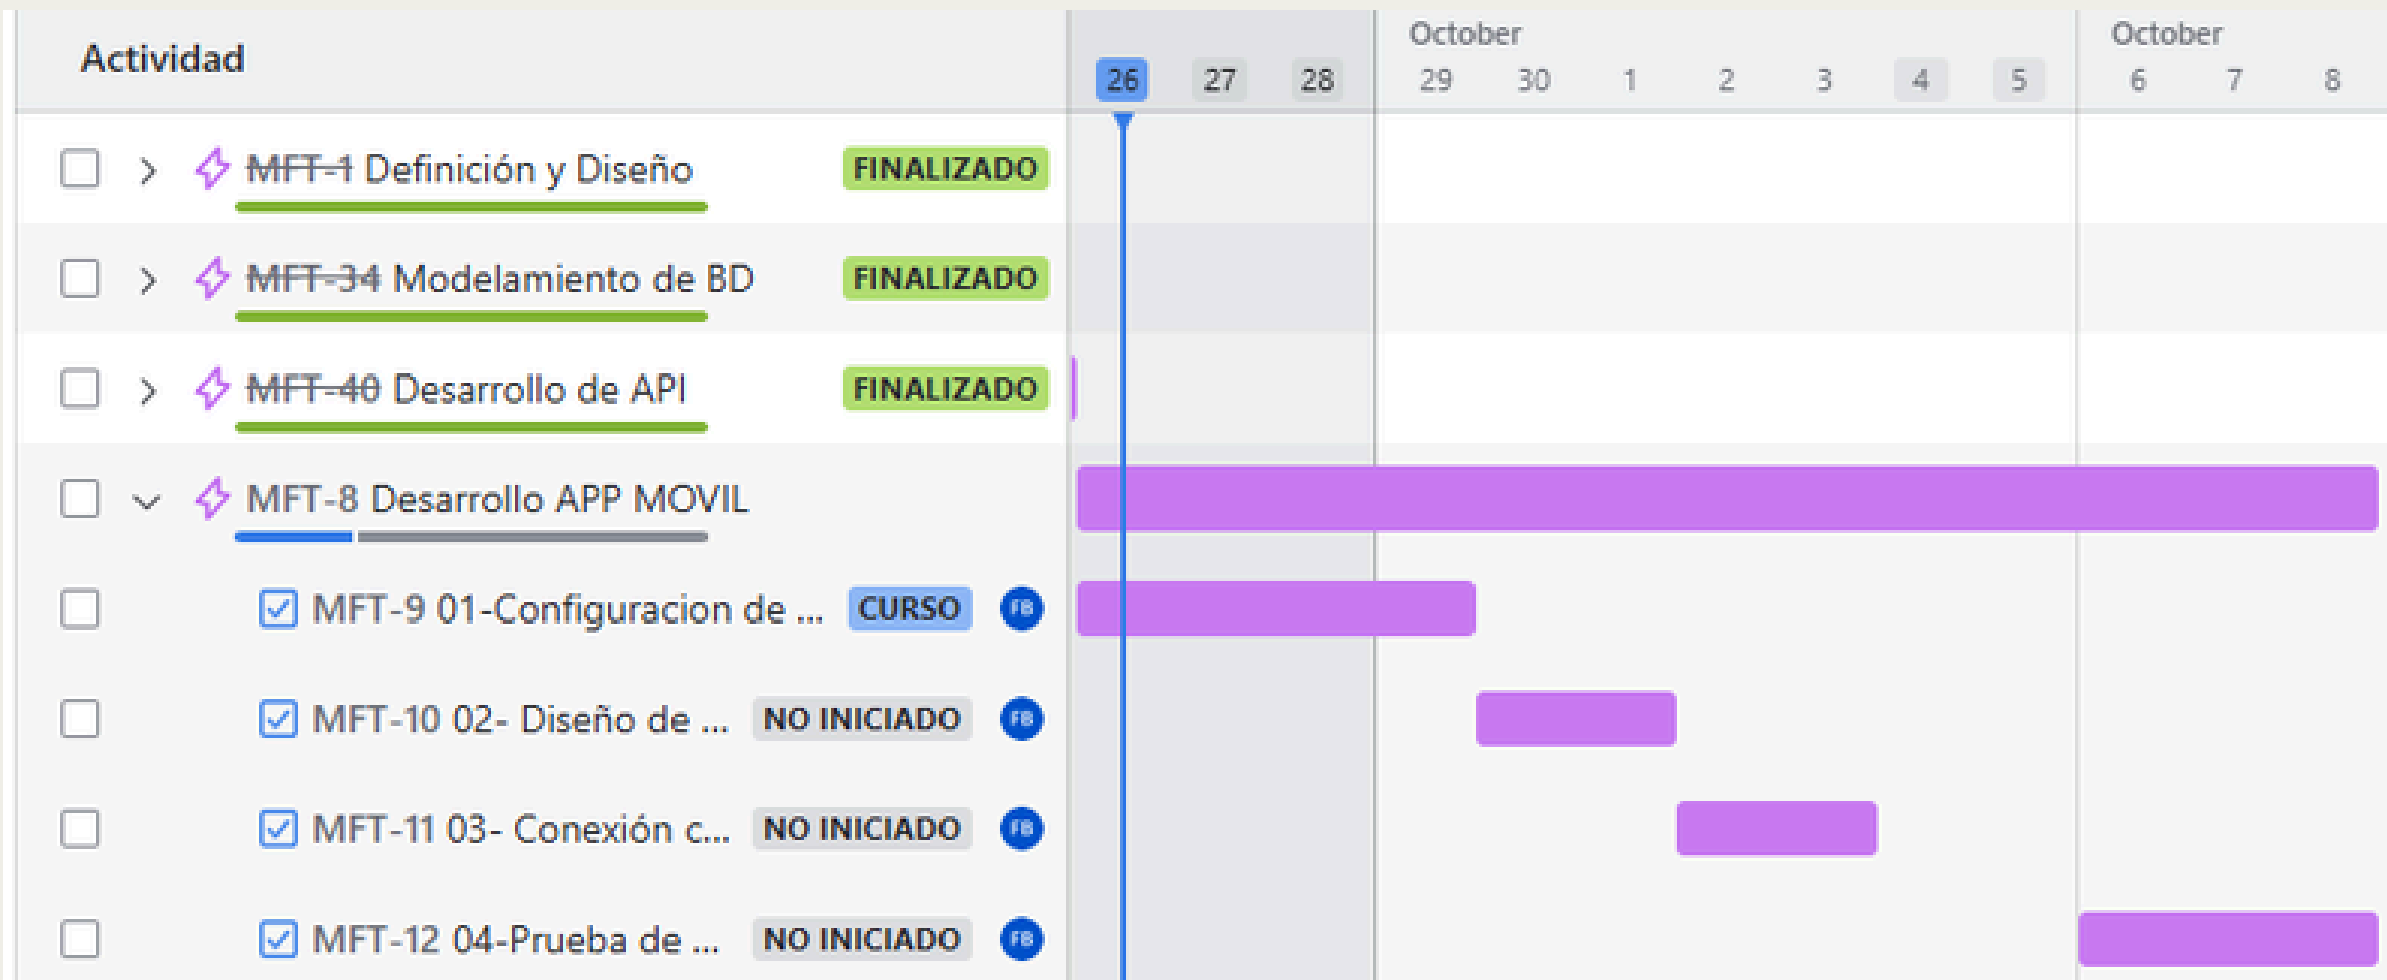 Actividad
October
October
26 27 28 29 30 1 2 3 4 5 6 7 8
MFT-1 Definición y Diseño FINALIZADO
MFT-34 Modelamiento de BD FINALIZADO
MFT-40 Desarrollo de API FINALIZADO
MFT-8 Desarrollo APP MOVIL
MFT-9 01-Configuracion de ... CURSO FB
MFT-10 02- Diseño de ... NO INICIADO FB
MFT-11 03- Conexión c... NO INICIADO FB
MFT-12 04-Prueba de ... NO INICIADO FB